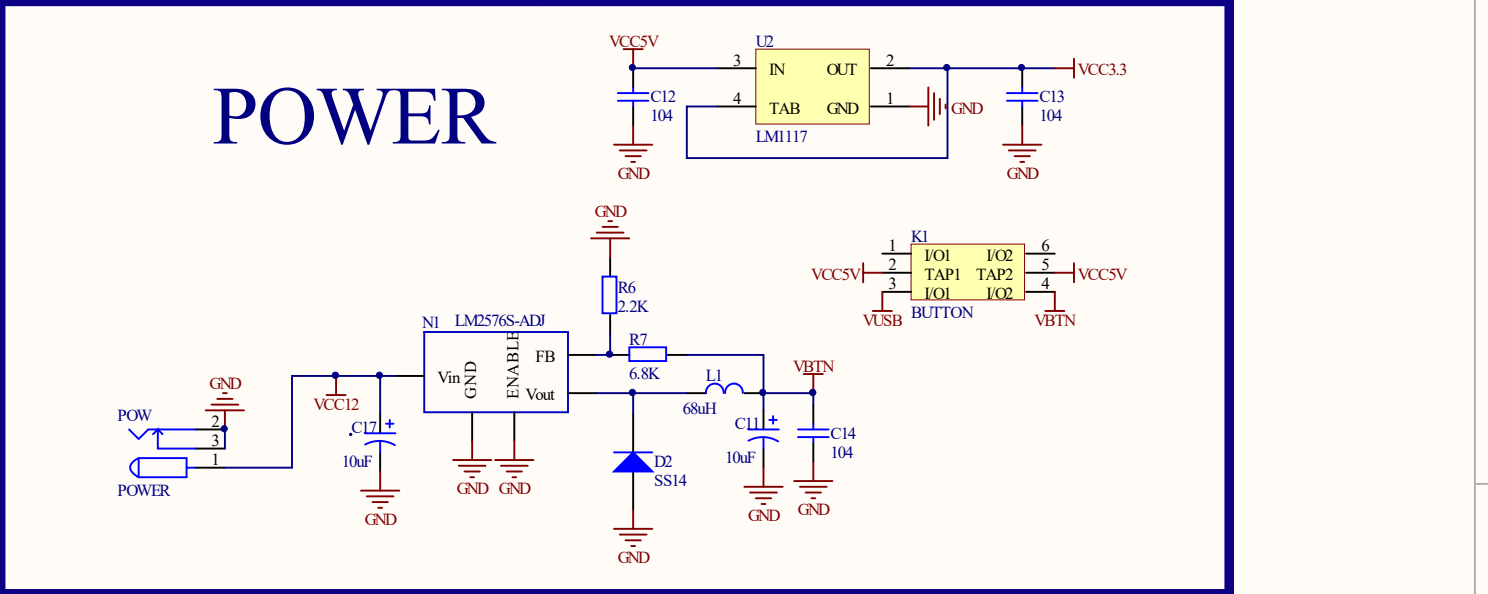 POWER
VCC5V
C12
104
GND
U2
3 IN OUT 2
4 TAB GND 1
LM1117
GND
VCC3.3
C13
104
GND
K1
1 I/O1 I/O2 6
VCC5V 2 TAP1 TAP2 5 VCC5V
3 I/O1 I/O2 4
VUSB BUTTON VBTN
GND
R6
2.2K
N1 LM2576S-ADJ
Vin GND ENABLE FB
Vout
GND GND
R7
6.8K
L1
68uH
VBTN
C11 +
10uF
GND
C14
104
GND
D2
SS14
GND
VCC12
C17 +
10uF
GND
GND
POW
2
3
1
POWER